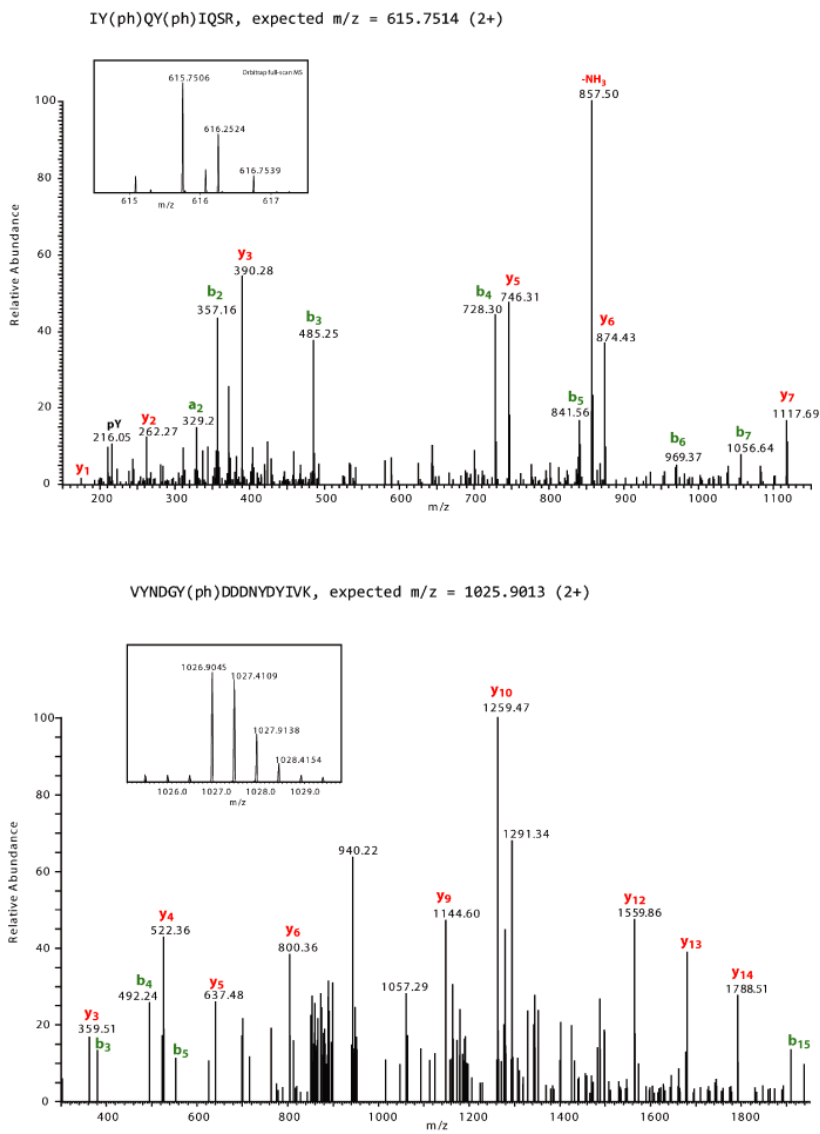 IY(ph)QY(ph)IQSR, expected m/z = 615.7514 (2+)
615.7506
Orbitrap full-scan MS
616.2524
616.7539
615 616 617
m/z
-NH3
857.50
y3
390.28
b2
357.16
b3
485.25
b4
728.30
y5
746.31
y6
874.43
pY
216.05
y2
262.27
a2
329.2
b5
841.56
y7
1117.69
b6
969.37
b7
1056.64
y1
Relative Abundance
100
80
60
40
20
0
200 300 400 500 600 700 800 900 1000 1100
m/z
VYNDGY(ph)DDDNYDYIVK, expected m/z = 1025.9013 (2+)
1026.9045
1027.4109
1027.9138
1028.4154
1026.0 1027.0 1028.0 1029.0
m/z
y10
1259.47
1291.34
940.22
y4
522.36
y6
800.36
y9
1144.60
y12
1559.86
y13
b4
492.24
y5
637.48
1057.29
y14
1788.51
y3
359.51
b3
b5
b15
Relative Abundance
100
80
60
40
20
0
400 600 800 1000 1200 1400 1600 1800
m/z